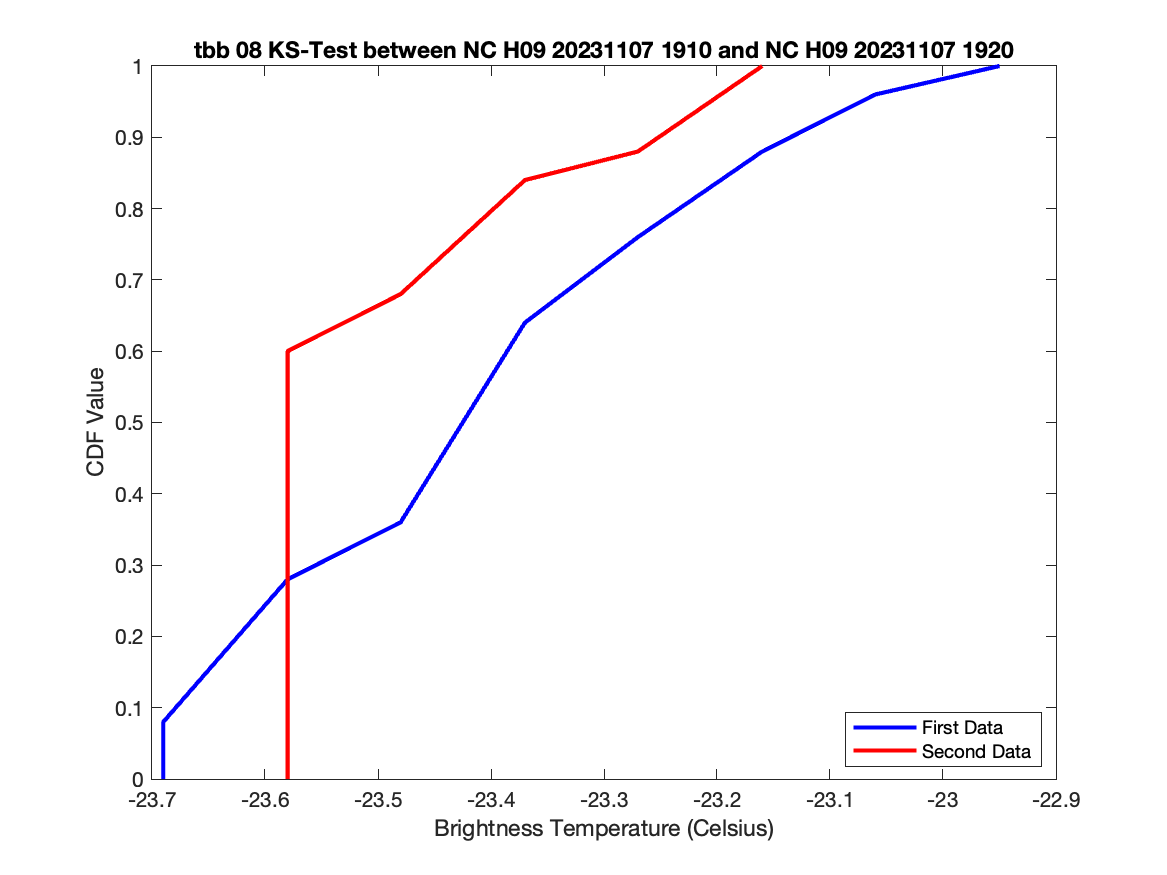 tbb 08 KS-Test between NC H09 20231107 1910 and NC H09 20231107 1920
1
0.9
0.8
0.7
0.6
0.5
0.4
0.3
0.2
0.1
0
CDF Value
-23.7 -23.6 -23.5 -23.4 -23.3 -23.2 -23.1 -23 -22.9
Brightness Temperature (Celsius)
First Data
Second Data